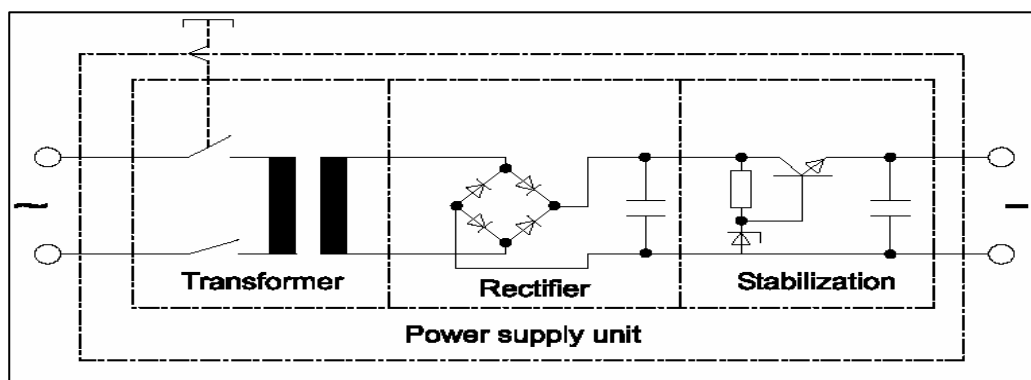 ~
Transformer
Rectifier
Stabilization
Power supply unit